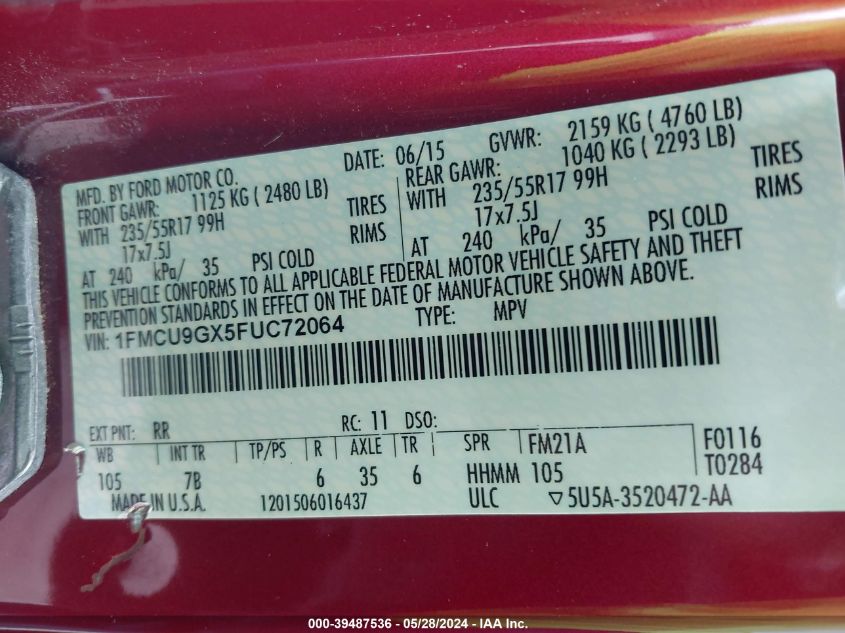 MFD. BY FORD MOTOR CO.
DATE: 06/15
GVWR: 2159 KG ( 4760 LB)
FRONT GAWR: 1125 KG ( 2480 LB)
REAR GAWR: 1040 KG ( 2293 LB)
WITH 235/55R17 99H TIRES
WITH 235/55R17 99H TIRES
17x7.5J RIMS
17x7.5J RIMS
AT 240 kPa/ 35 PSI COLD
AT 240 kPa/ 35 PSI COLD
THIS VEHICLE CONFORMS TO ALL APPLICABLE FEDERAL MOTOR VEHICLE SAFETY AND THEFT
PREVENTION STANDARDS IN EFFECT ON THE DATE OF MANUFACTURE SHOWN ABOVE.
VIN: 1FMCU9GX5FUC72064 TYPE: MPV
EXT PNT: RR RC: 11 DSO:
WB INT TR TP/PS R AXLE TR SPR FM21A F0116
105 7B 6 35 6 HHMM 105 T0284
MADE IN U.S.A. 1201506016437 ULC ▽5U5A-3520472-AA
000-39487536 - 05/28/2024 - IAA Inc.